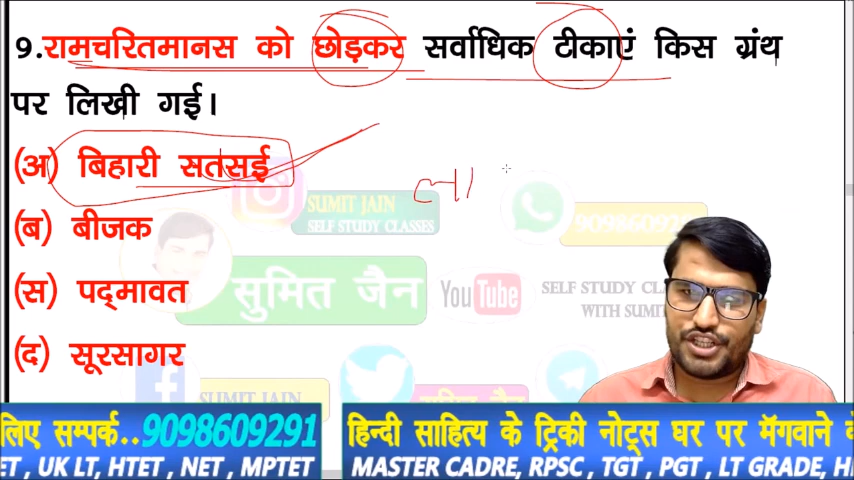 9.रामचरितमानस को छोड़कर सर्वाधिक टीकाएं किस ग्रंथ
पर लिखी गई।
(अ) बिहारी सतसई
(ब) बीजक
(स) पद्मावत
(द) सूरसागर
SUMIT JAIN
SELF STUDY CLASSES
सुमित जैन
YouTube
SELF STUDY CL
WITH SUMI
SUMIT JAIN
लिए सम्पर्क..9098609291
ET, UK LT, HTET , NET , MPTET
हिन्दी साहित्य के ट्रिकी नोट्स घर पर मॅगवाने के
MASTER CADRE, RPSC , TGT , PGT , LT GRADE, H